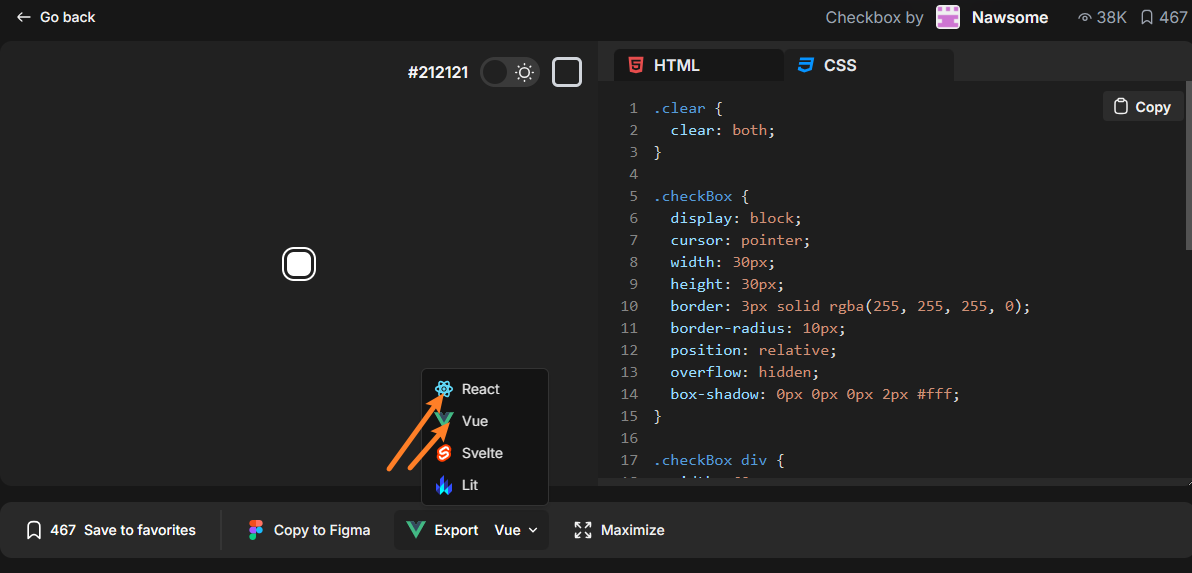 Go back
Checkbox by Nawsome 38K 467
#212121
HTML
CSS
Copy
1 .clear {
2 clear: both;
3 }
4
5 .checkBox {
6 display: block;
7 cursor: pointer;
8 width: 30px;
9 height: 30px;
10 border: 3px solid rgba(255, 255, 255, 0);
11 border-radius: 10px;
12 position: relative;
13 overflow: hidden;
14 box-shadow: 0px 0px 0px 2px #fff;
15 }
16
17 .checkBox div {
React
Vue
Svelte
Lit
467 Save to favorites
Copy to Figma
Export Vue
Maximize